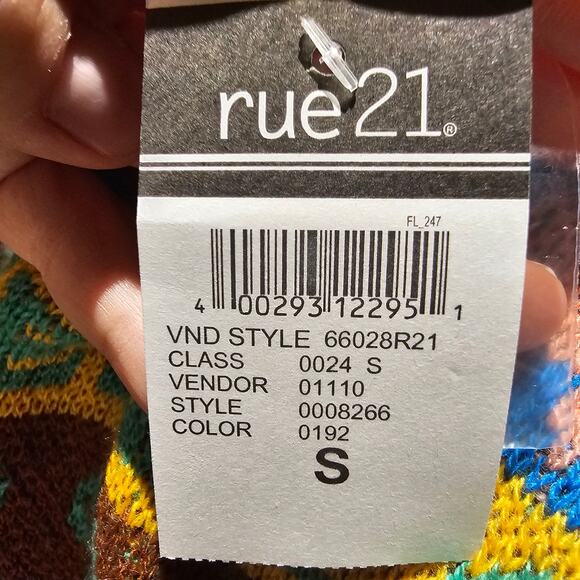 rue21®
FL_247
4 00293 12295 1
VND STYLE 66028R21
CLASS 0024 S
VENDOR 01110
STYLE 0008266
COLOR 0192
S